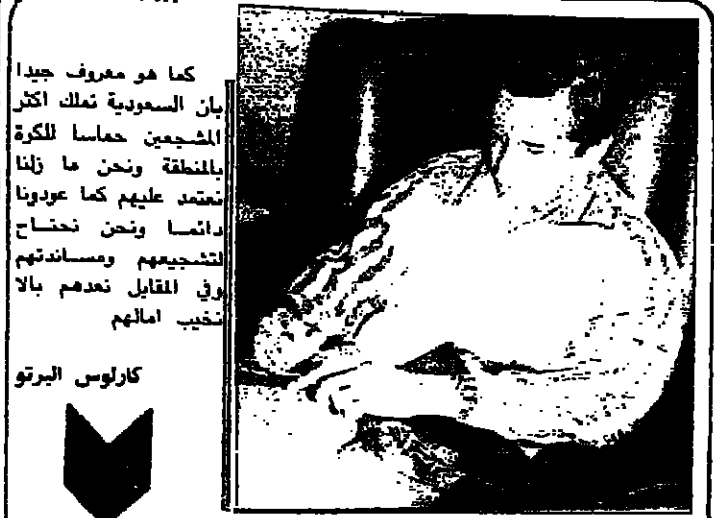 كما هو معروف جيدا
بان السعودية تملك اكثر
المشجعين حماسا للكرة
بالمنطقة ونحن ما زلنا
نعتمد عليهم كما عودونا
دائما ونحن نحتاج
لتشجيعهم ومساندتهم
وفي المقابل نعدهم بالا
نخيب امالهم
كارلوس البرتو